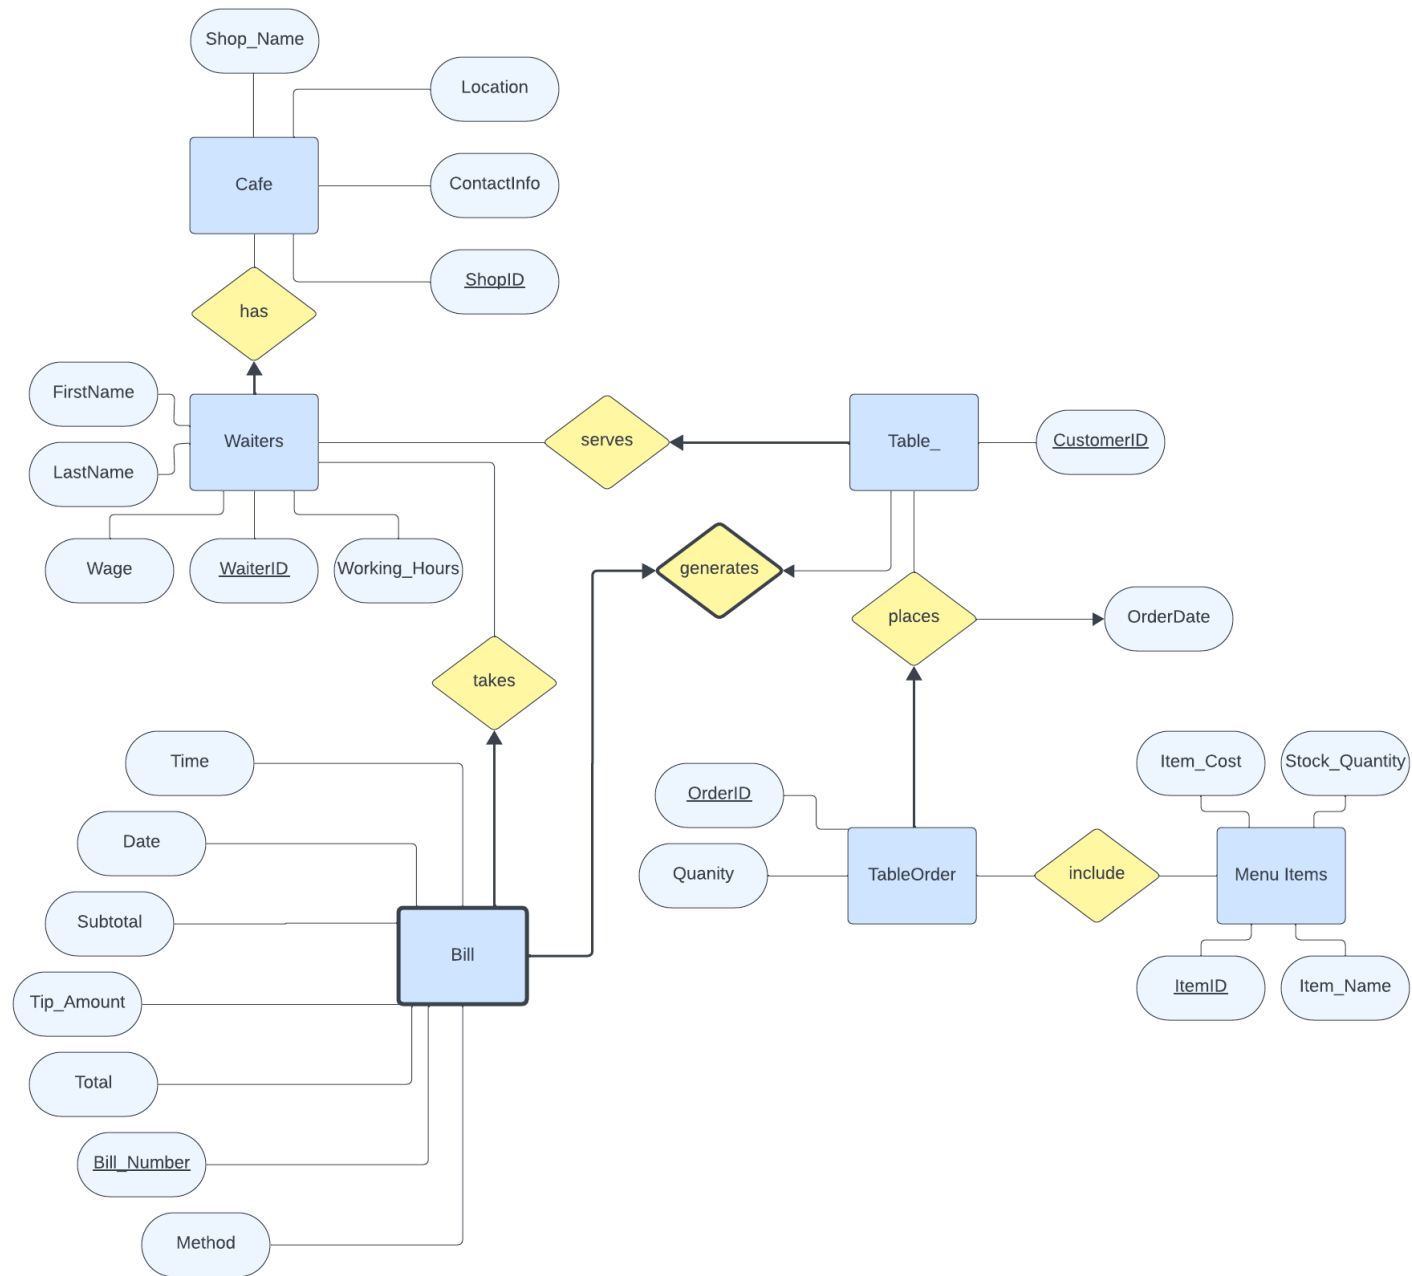 Shop_Name
Location
Cafe
ContactInfo
ShopID
has
FirstName
Waiters
serves
Table_
CustomerID
LastName
Wage
WaiterID
Working_Hours
generates
places
OrderDate
takes
Time
Item_Cost
Stock_Quantity
OrderID
Date
Quanity
TableOrder
include
Menu Items
Subtotal
Bill
ItemID
Item_Name
Tip_Amount
Total
Bill_Number
Method